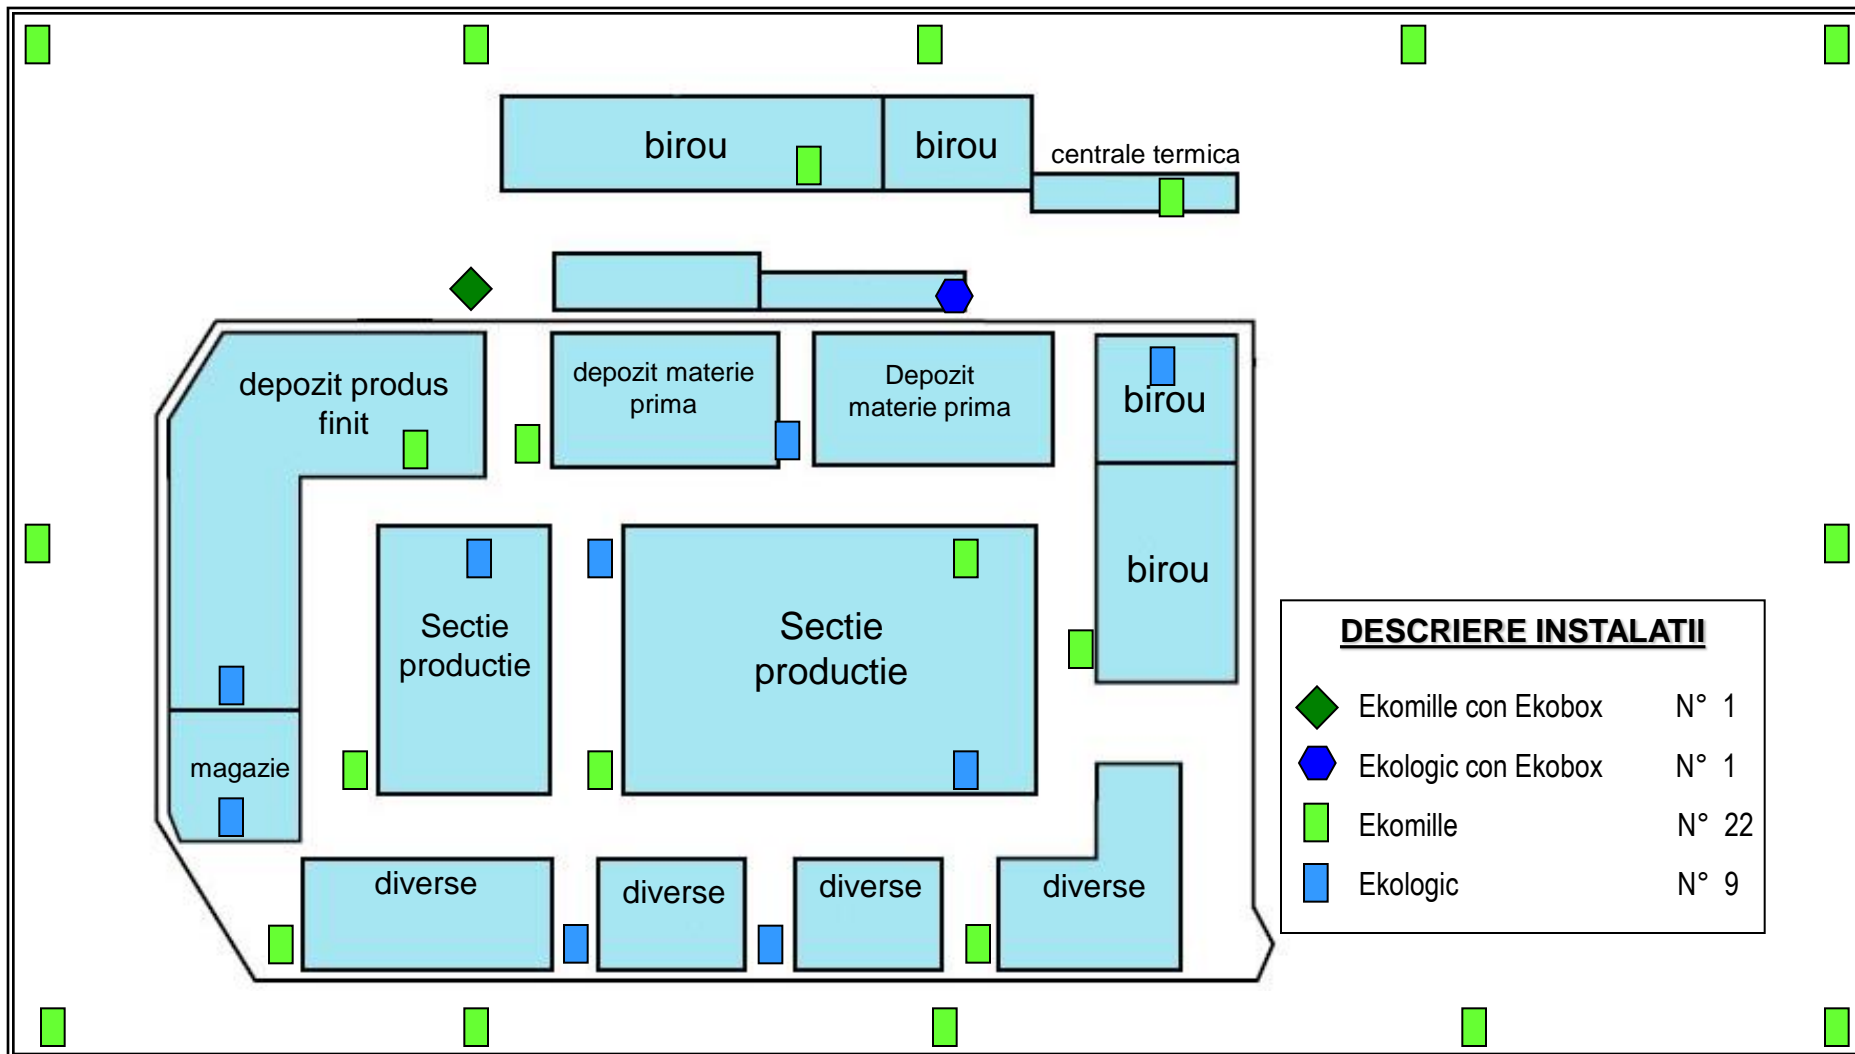 birou
birou
centrale termica
depozit produs
finit
depozit materie
prima
Depozit
materie prima
birou
birou
Sectie
productie
Sectie
productie
magazie
diverse
diverse
diverse
diverse
DESCRIERE INSTALATII
Ekomille con Ekobox N° 1
Ekologic con Ekobox N° 1
Ekomille N° 22
Ekologic N° 9